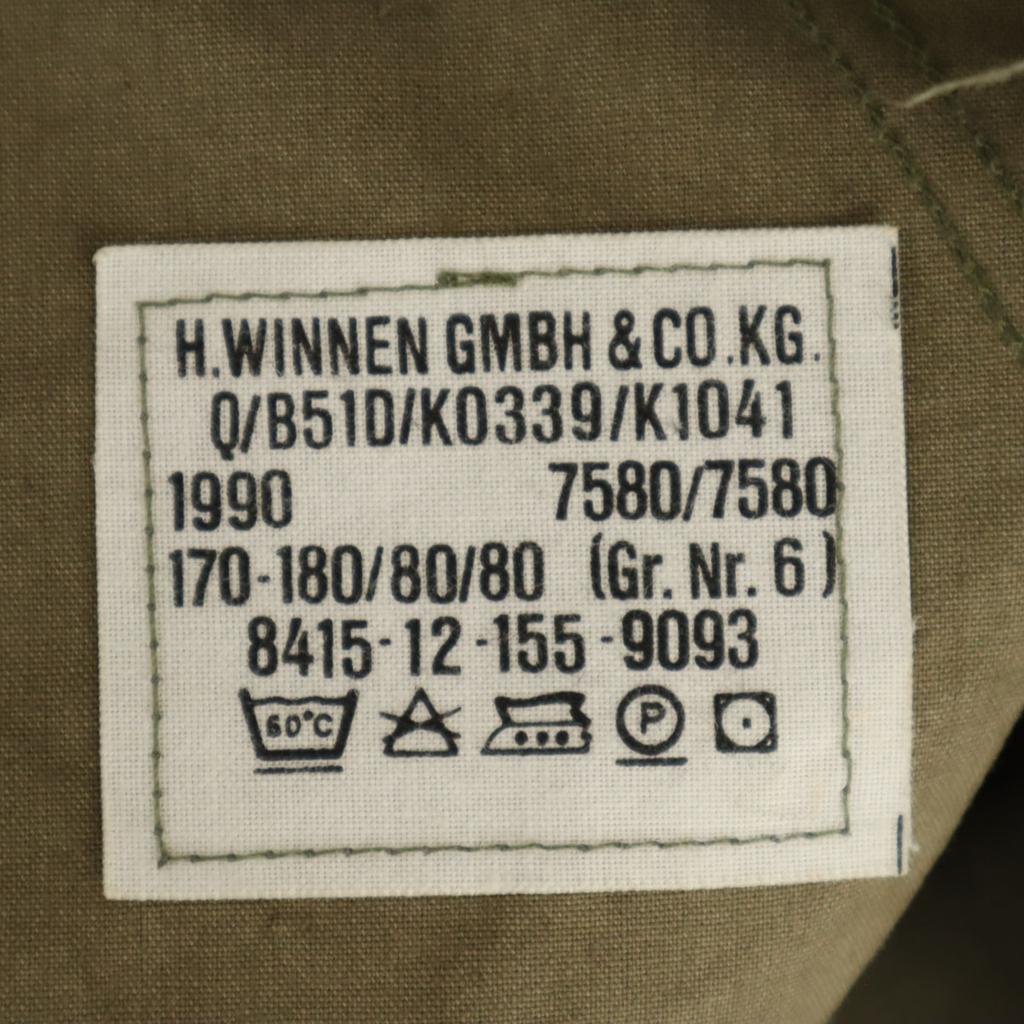 H.WINNEN GMBH & CO.KG.
Q/B51D/K0339/K1041
1990 7580/7580
170-180/80/80 (Gr. Nr. 6)
8415-12-155-9093
60°C P